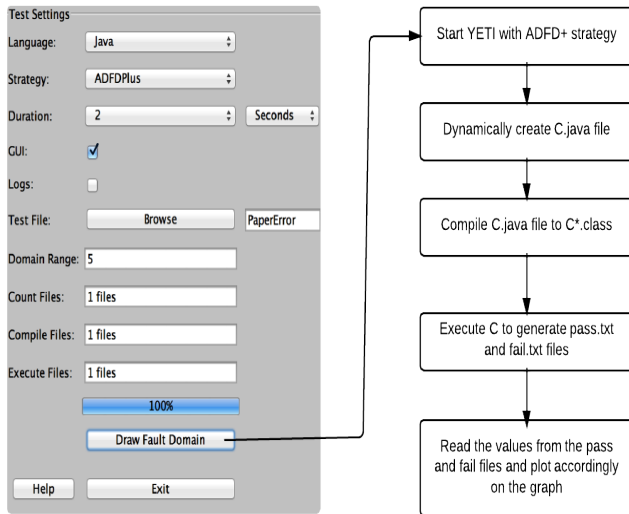 Test Settings
Language: Java
Strategy: ADFDPlus
Duration: 2 Seconds
GUI:
Logs:
Test File: Browse PaperError
Domain Range: 5
Count Files: 1 files
Compile Files: 1 files
Execute Files: 1 files
100%
Draw Fault Domain
Help Exit
Start YETI with ADFD+ strategy
Dynamically create C.java file
Compile C.java file to C*.class
Execute C to generate pass.txt
and fail.txt files
Read the values from the pass
and fail files and plot accordingly
on the graph